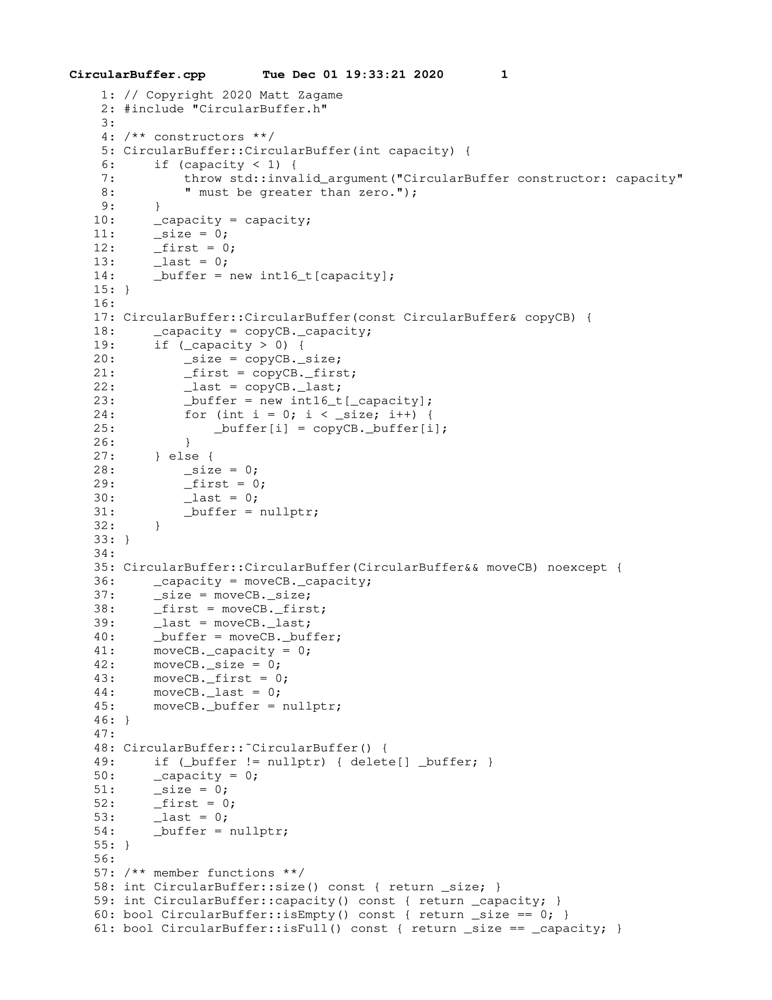 CircularBuffer.cpp Tue Dec 01 19:33:21 2020 1
1: // Copyright 2020 Matt Zagame
2: #include "CircularBuffer.h"
3:
4: /** constructors **/
5: CircularBuffer::CircularBuffer(int capacity) {
6:     if (capacity < 1) {
7:         throw std::invalid_argument("CircularBuffer constructor: capacity"
8:         " must be greater than zero.");
9:     }
10:     _capacity = capacity;
11:     _size = 0;
12:     _first = 0;
13:     _last = 0;
14:     _buffer = new int16_t[capacity];
15: }
16:
17: CircularBuffer::CircularBuffer(const CircularBuffer& copyCB) {
18:     _capacity = copyCB._capacity;
19:     if (_capacity > 0) {
20:         _size = copyCB._size;
21:         _first = copyCB._first;
22:         _last = copyCB._last;
23:         _buffer = new int16_t[_capacity];
24:         for (int i = 0; i < _size; i++) {
25:             _buffer[i] = copyCB._buffer[i];
26:         }
27:     } else {
28:         _size = 0;
29:         _first = 0;
30:         _last = 0;
31:         _buffer = nullptr;
32:     }
33: }
34:
35: CircularBuffer::CircularBuffer(CircularBuffer&& moveCB) noexcept {
36:     _capacity = moveCB._capacity;
37:     _size = moveCB._size;
38:     _first = moveCB._first;
39:     _last = moveCB._last;
40:     _buffer = moveCB._buffer;
41:     moveCB._capacity = 0;
42:     moveCB._size = 0;
43:     moveCB._first = 0;
44:     moveCB._last = 0;
45:     moveCB._buffer = nullptr;
46: }
47:
48: CircularBuffer::˜CircularBuffer() {
49:     if (_buffer != nullptr) { delete[] _buffer; }
50:     _capacity = 0;
51:     _size = 0;
52:     _first = 0;
53:     _last = 0;
54:     _buffer = nullptr;
55: }
56:
57: /** member functions **/
58: int CircularBuffer::size() const { return _size; }
59: int CircularBuffer::capacity() const { return _capacity; }
60: bool CircularBuffer::isEmpty() const { return _size == 0; }
61: bool CircularBuffer::isFull() const { return _size == _capacity; }